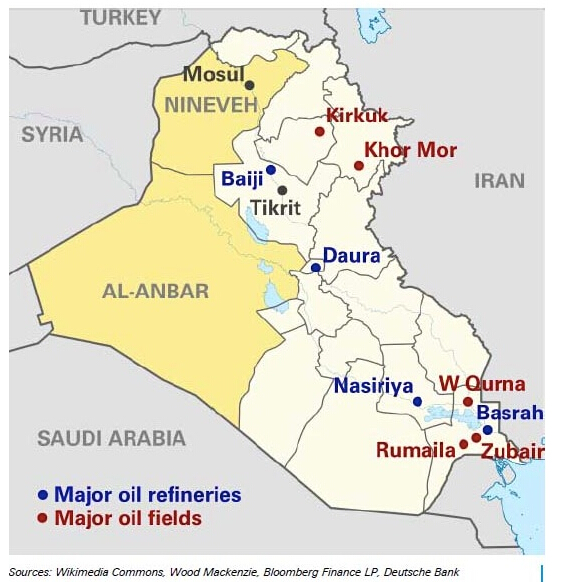 TURKEY
Mosul
NINEVEH
Kirkuk
SYRIA
Khor Mor
Baiji
IRAN
Tikrit
Daura
AL-ANBAR
Nasiriya
W Qurna
Basrah
SAUDI ARABIA
Rumaila
Zubair
Major oil refineries
Major oil fields
Sources: Wikimedia Commons, Wood Mackenzie, Bloomberg Finance LP, Deutsche Bank